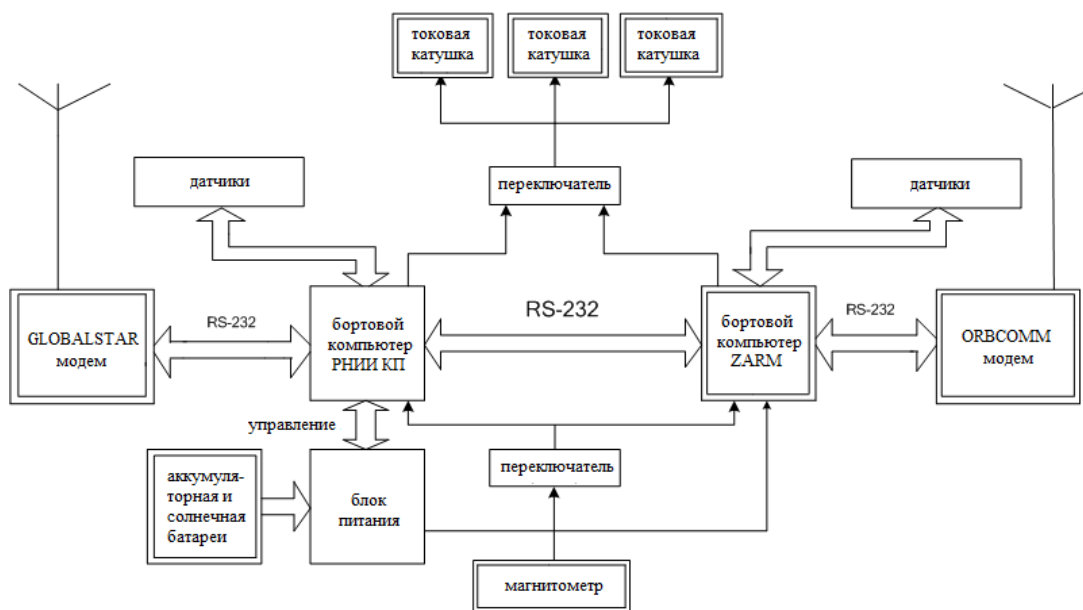 токовая
катушка
токовая
катушка
токовая
катушка
датчики
переключатель
датчики
GLOBALSTAR
модем
RS-232
бортовой
компьютер
РНИИ КП
RS-232
бортовой
компьютер
ZARM
RS-232
ORBCOMM
модем
управление
аккумуля-
торная и
солнечная
батареи
блок
питания
переключатель
магнитометр